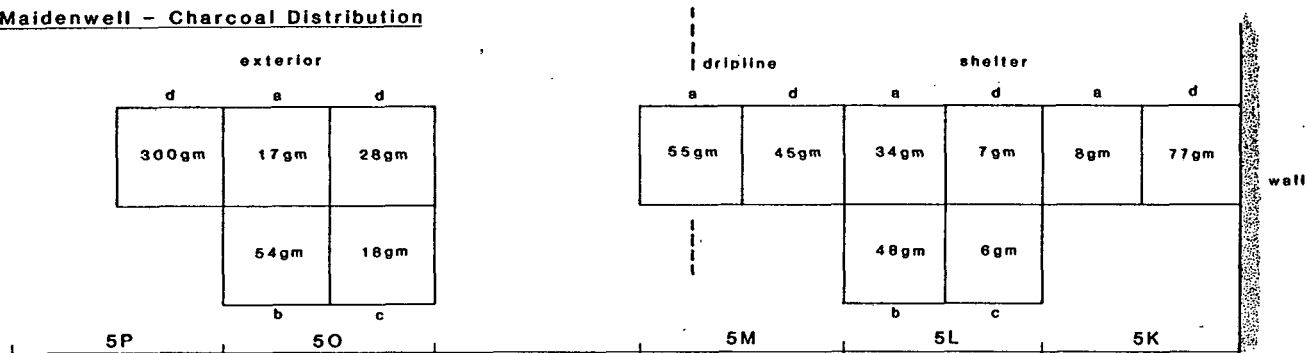 Maidenwell – Charcoal Distribution
exterior
dripline
shelter
d a d
a d a d a d
300gm 17gm 28gm
55gm 45gm 34gm 7gm 8gm 77gm
wall
54gm 18gm
48gm 6gm
b c
b c
5P 5O 5M 5L 5K